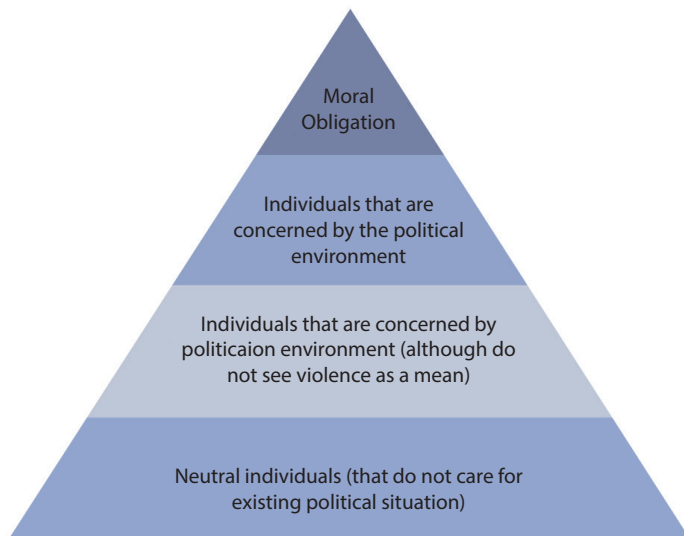 Moral
Obligation
Individuals that are
concerned by the political
environment
Individuals that are concerned by
politicaion environment (although do
not see violence as a mean)
Neutral individuals (that do not care for
existing political situation)